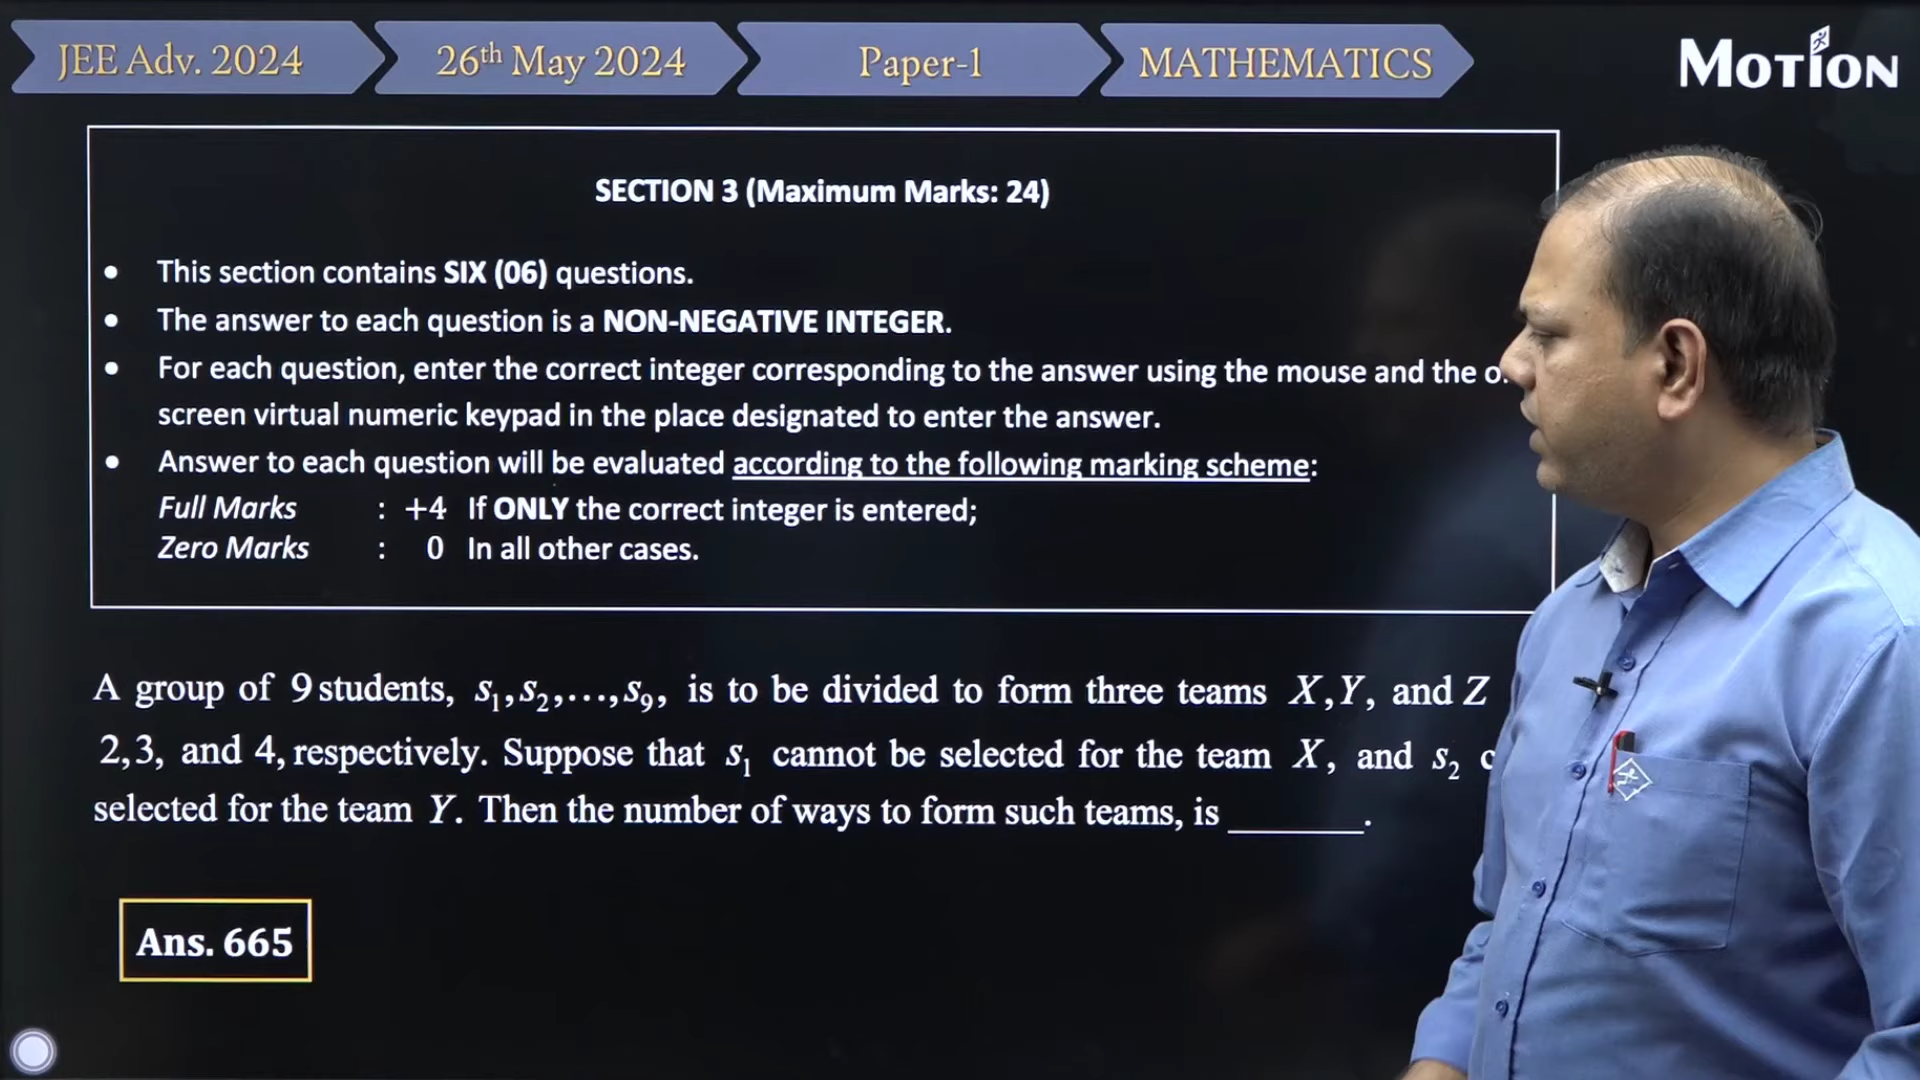 JEE Adv. 2024 26th May 2024 Paper-1 MATHEMATICS MOTION
SECTION 3 (Maximum Marks: 24)
• This section contains SIX (06) questions.
• The answer to each question is a NON-NEGATIVE INTEGER.
• For each question, enter the correct integer corresponding to the answer using the mouse and the
screen virtual numeric keypad in the place designated to enter the answer.
• Answer to each question will be evaluated according to the following marking scheme:
Full Marks : +4 If ONLY the correct integer is entered;
Zero Marks : 0 In all other cases.
A group of 9 students, s₁, s₂,..., s₉, is to be divided to form three teams X, Y, and Z
2, 3, and 4, respectively. Suppose that s₁ cannot be selected for the team X, and s₂
selected for the team Y. Then the number of ways to form such teams, is ______.
Ans. 665